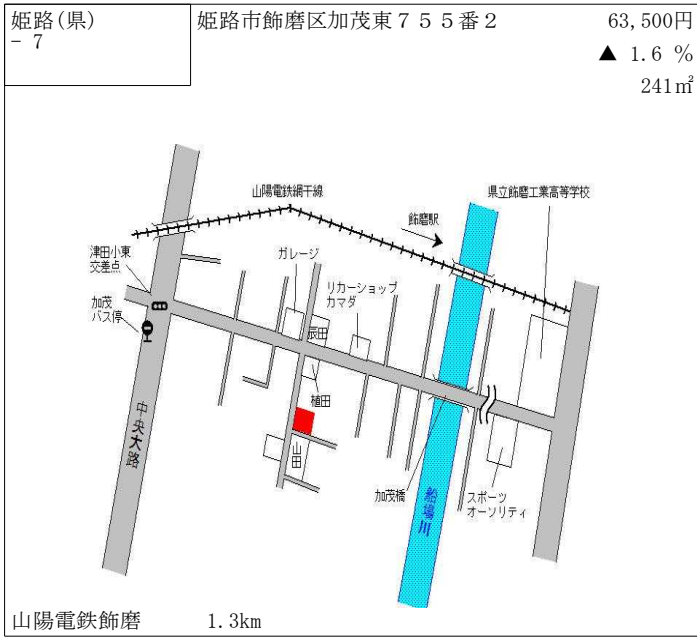 姫路(県)
- 7
姫路市飾磨区加茂東７５５番２
63,500円
▲ 1.6 %
241㎡
山陽電鉄網干線
飾磨駅
県立飾磨工業高等学校
津田小東
交差点
ガレージ
リカーショップ
カマダ
加茂
バス停
辰田
植田
中央大路
山田
加茂橋
船場川
スポーツ
オーソリティ
山陽電鉄飾磨
1.3km